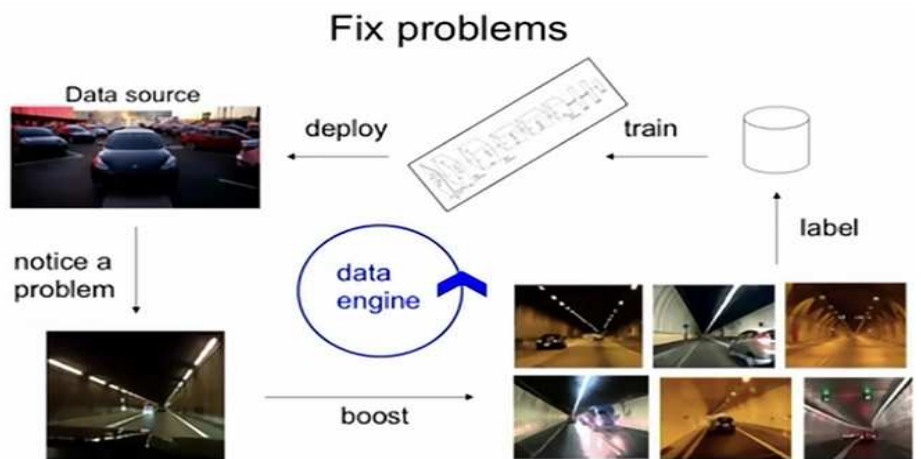 Fix problems
Data source
deploy
train
label
notice a
problem
data
engine
boost